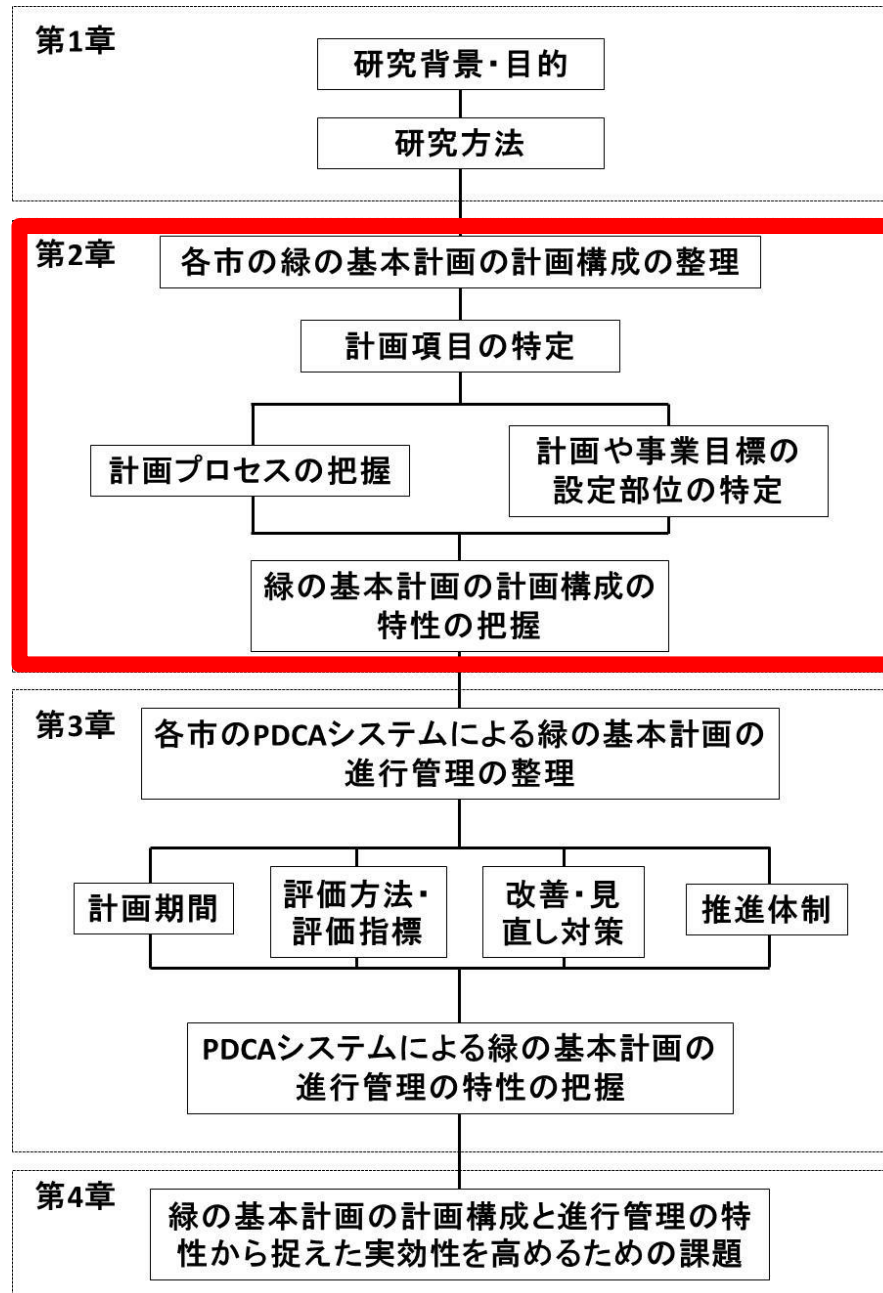 第1章
研究背景・目的
研究方法
第2章
各市の緑の基本計画の計画構成の整理
計画項目の特定
計画プロセスの把握
計画や事業目標の
設定部位の特定
緑の基本計画の計画構成の
特性の把握
第3章
各市のPDCAシステムによる緑の基本計画の
進行管理の整理
計画期間
評価方法・
評価指標
改善・見
直し対策
推進体制
PDCAシステムによる緑の基本計画の
進行管理の特性の把握
第4章
緑の基本計画の計画構成と進行管理の特
性から捉えた実効性を高めるための課題